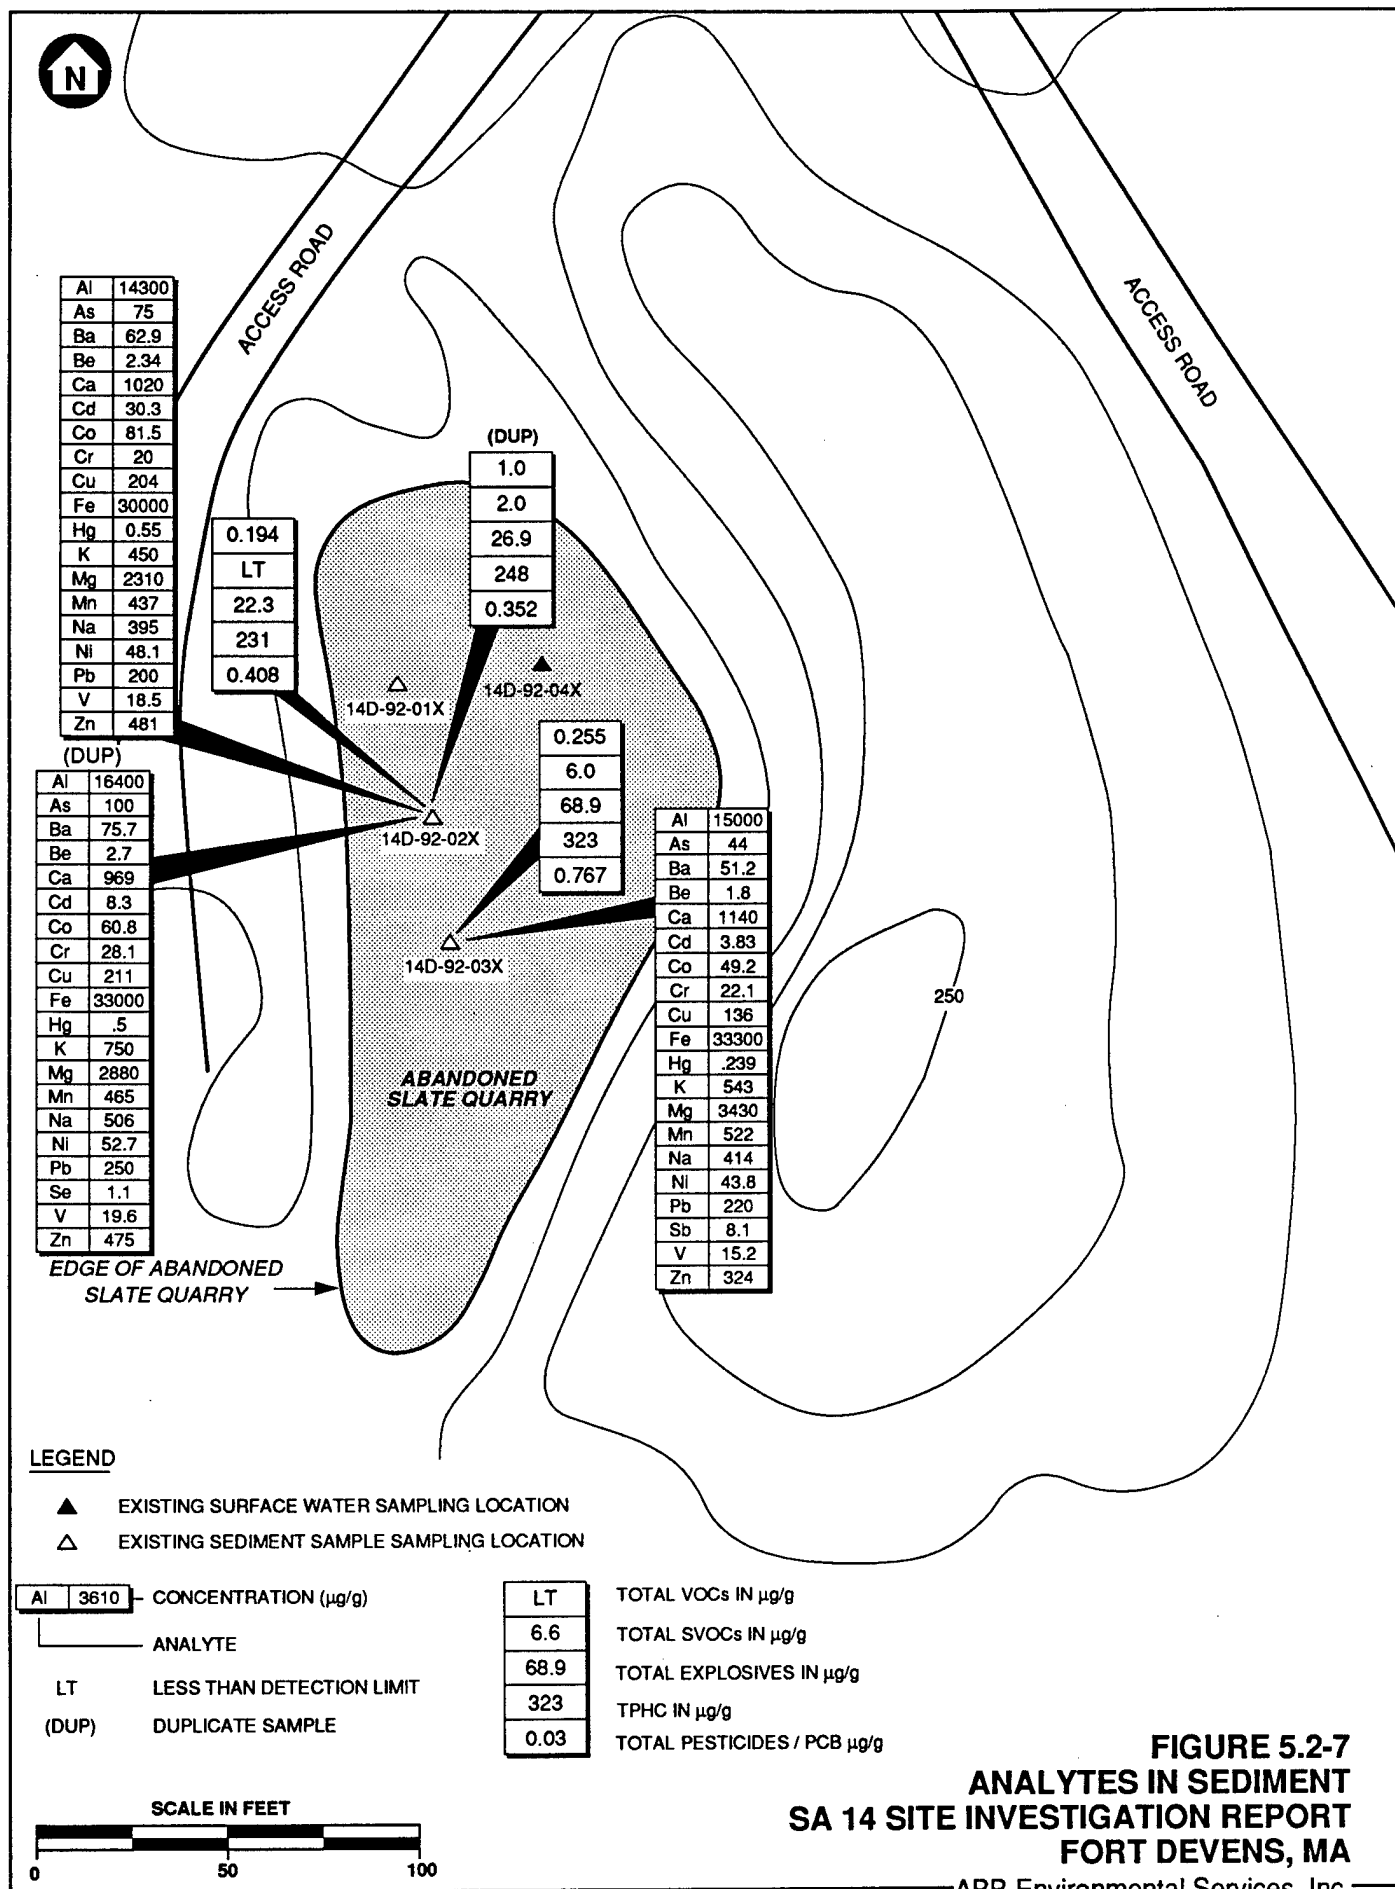 N
ACCESS ROAD
ACCESS ROAD
Al 14300
As 75
Ba 62.9
Be 2.34
Ca 1020
Cd 30.3
Co 81.5
Cr 20
Cu 204
Fe 30000
Hg 0.55
K 450
Mg 2310
Mn 437
Na 395
Ni 48.1
Pb 200
V 18.5
Zn 481
(DUP)
Al 16400
As 100
Ba 75.7
Be 2.7
Ca 969
Cd 8.3
Co 60.8
Cr 28.1
Cu 211
Fe 33000
Hg .5
K 750
Mg 2880
Mn 465
Na 506
Ni 52.7
Pb 250
Se 1.1
V 19.6
Zn 475
0.194
LT
22.3
231
0.408
(DUP)
1.0
2.0
26.9
248
0.352
14D-92-01X
14D-92-04X
14D-92-02X
0.255
6.0
68.9
323
0.767
14D-92-03X
Al 15000
As 44
Ba 51.2
Be 1.8
Ca 1140
Cd 3.83
Co 49.2
Cr 22.1
Cu 136
Fe 33300
Hg .239
K 543
Mg 3430
Mn 522
Na 414
Ni 43.8
Pb 220
Sb 8.1
V 15.2
Zn 324
250
ABANDONED
SLATE QUARRY
EDGE OF ABANDONED
SLATE QUARRY
LEGEND
EXISTING SURFACE WATER SAMPLING LOCATION
EXISTING SEDIMENT SAMPLE SAMPLING LOCATION
Al 3610 CONCENTRATION (µg/g)
ANALYTE
LT LESS THAN DETECTION LIMIT
(DUP) DUPLICATE SAMPLE
LT TOTAL VOCs IN µg/g
6.6 TOTAL SVOCs IN µg/g
68.9 TOTAL EXPLOSIVES IN µg/g
323 TPHC IN µg/g
0.03 TOTAL PESTICIDES / PCB µg/g
SCALE IN FEET
0 50 100
FIGURE 5.2-7
ANALYTES IN SEDIMENT
SA 14 SITE INVESTIGATION REPORT
FORT DEVENS, MA
ABB Environmental Services, Inc.